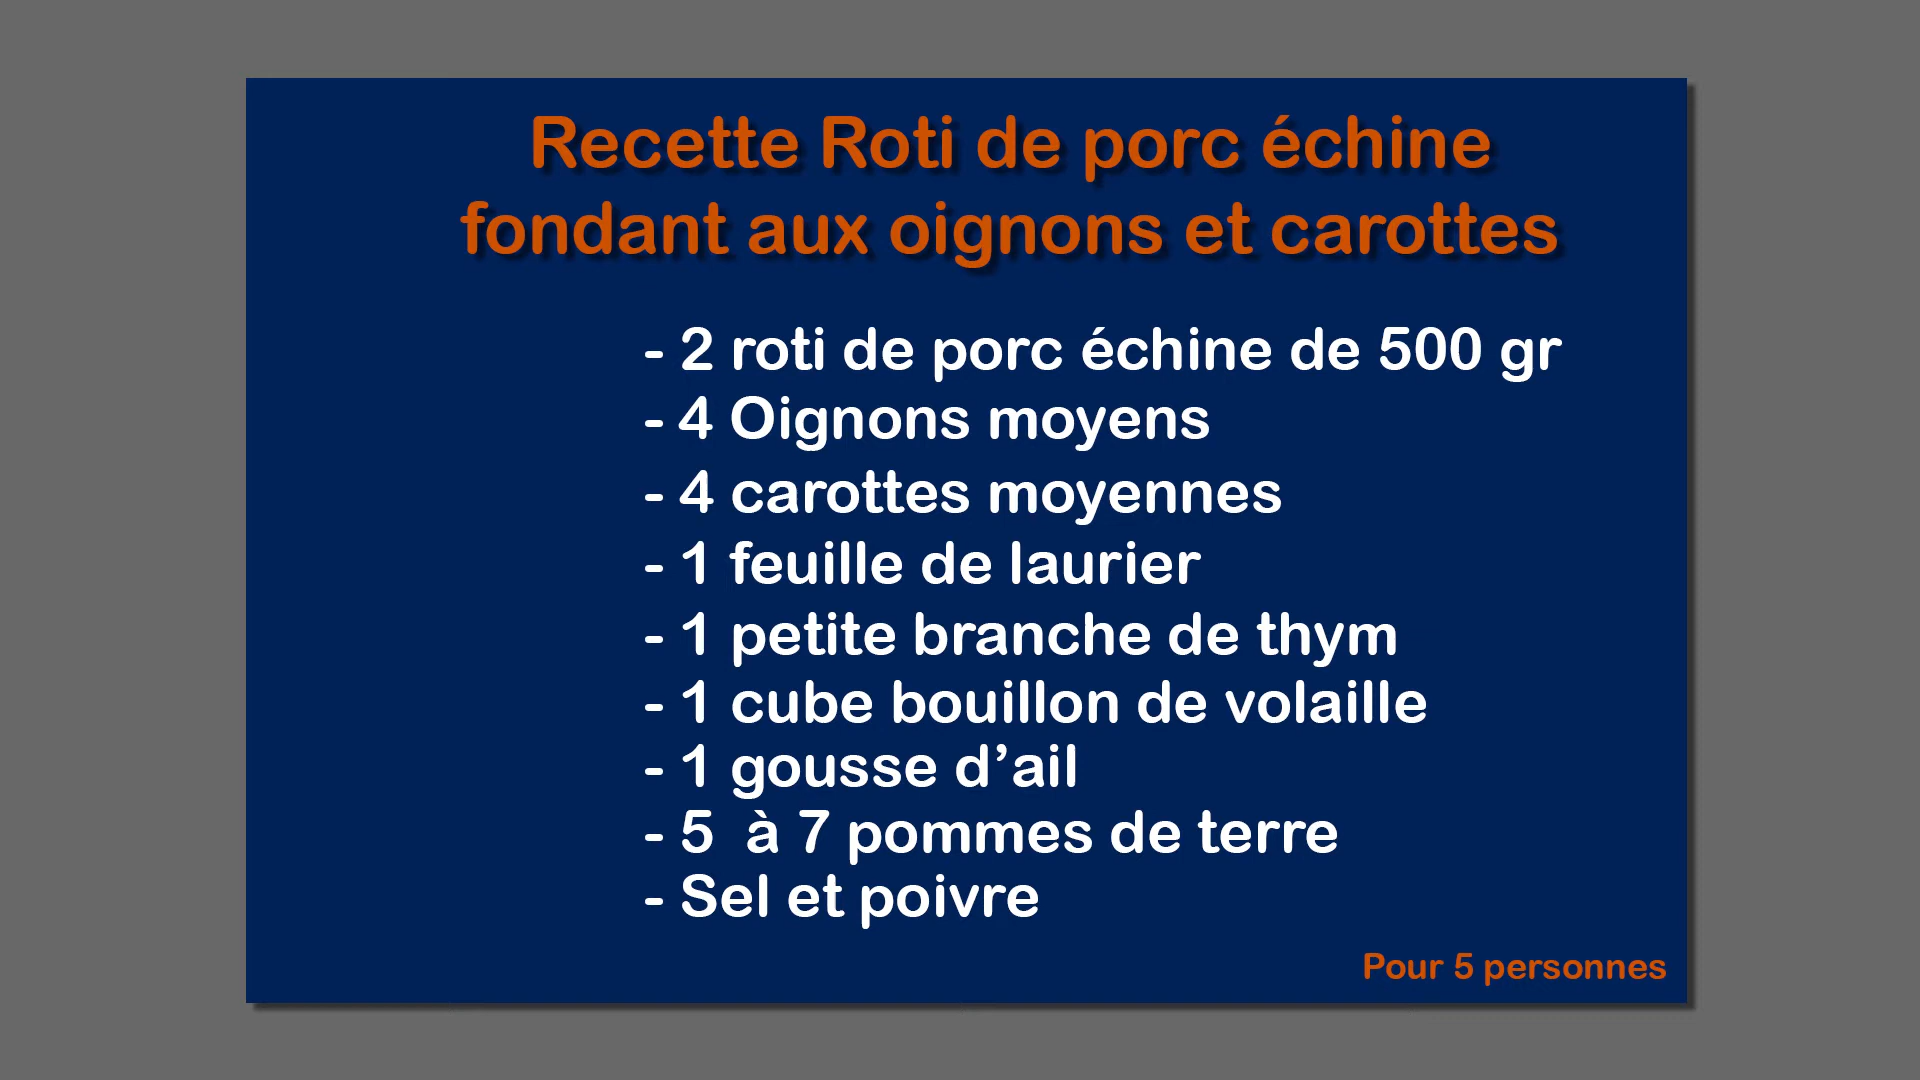 Recette Roti de porc échine
fondant aux oignons et carottes
- 2 roti de porc échine de 500 gr
- 4 Oignons moyens
- 4 carottes moyennes
- 1 feuille de laurier
- 1 petite branche de thym
- 1 cube bouillon de volaille
- 1 gousse d’ail
- 5  à 7 pommes de terre
- Sel et poivre
Pour 5 personnes